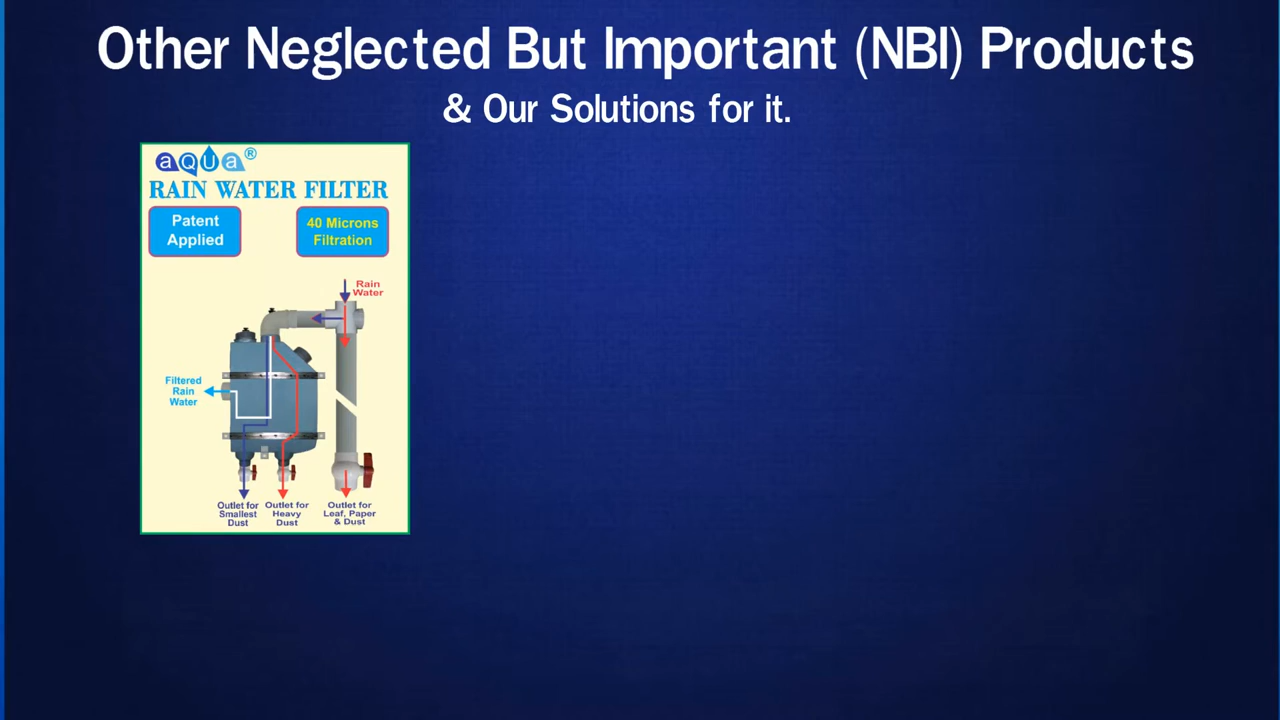 Other Neglected But Important (NBI) Products
& Our Solutions for it.
aQUa®
RAIN WATER FILTER
Patent
Applied
40 Microns
Filtration
Rain
Water
Filtered
Rain
Water
Outlet for
Smallest
Dust
Outlet for
Heavy
Dust
Outlet for
Leaf, Paper
& Dust